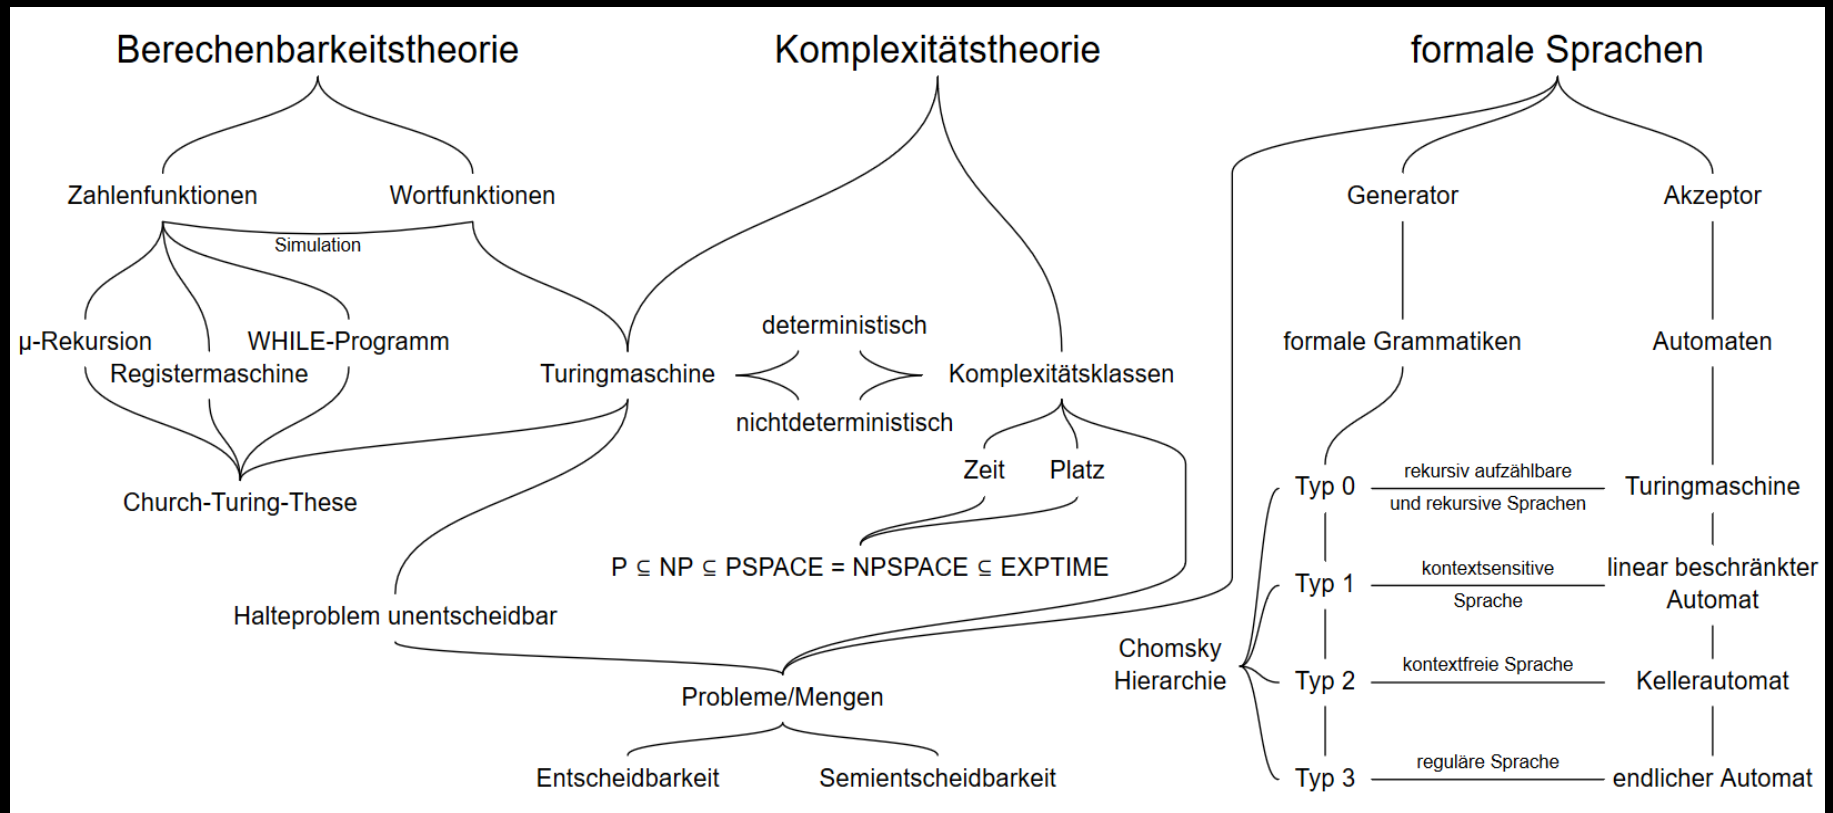 Berechenbarkeitstheorie
Komplexitätstheorie
formale Sprachen
Zahlenfunktionen
Wortfunktionen
Generator
Akzeptor
Simulation
deterministisch
µ-Rekursion
WHILE-Programm
formale Grammatiken
Automaten
Registermaschine
Turingmaschine
Komplexitätsklassen
nichtdeterministisch
Zeit
Platz
Church-Turing-These
P ⊆ NP ⊆ PSPACE = NPSPACE ⊆ EXPTIME
Halteproblem unentscheidbar
Probleme/Mengen
Entscheidbarkeit
Semientscheidbarkeit
Chomsky
Hierarchie
Typ 0
rekursiv aufzählbare
und rekursive Sprachen
Turingmaschine
Typ 1
kontextsensitive
Sprache
linear beschränkter
Automat
Typ 2
kontextfreie Sprache
Kellerautomat
Typ 3
reguläre Sprache
endlicher Automat